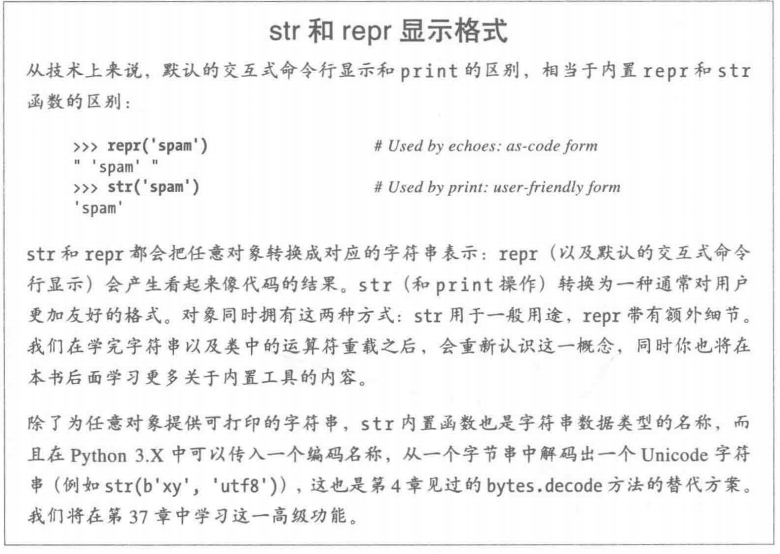 str 和 repr 显示格式
从技术上来说，默认的交互式命令行显示和 print 的区别，相当于内置 repr 和 str
函数的区别：
>>> repr('spam') # Used by echoes: as-code form
" 'spam' "
>>> str('spam') # Used by print: user-friendly form
'spam'
str 和 repr 都会把任意对象转换成对应的字符串表示：repr（以及默认的交互式命令
行显示）会产生看起来像代码的结果。str（和 print 操作）转换为一种通常对用户
更加友好的格式。对象同时拥有这两种方式：str 用于一般用途，repr 带有额外细节。
我们在学完字符串以及类中的运算符重载之后，会重新认识这一概念，同时你也将在
本书后面学习更多关于内置工具的内容。
除了为任意对象提供可打印的字符串，str 内置函数也是字符串数据类型的名称，而
且在 Python 3.X 中可以传入一个编码名称，从一个字节串中解码出一个 Unicode 字符
串（例如 str(b'xy', 'utf8')），这也是第 4 章见过的 bytes.decode 方法的替代方案。
我们将在第 37 章中学习这一高级功能。